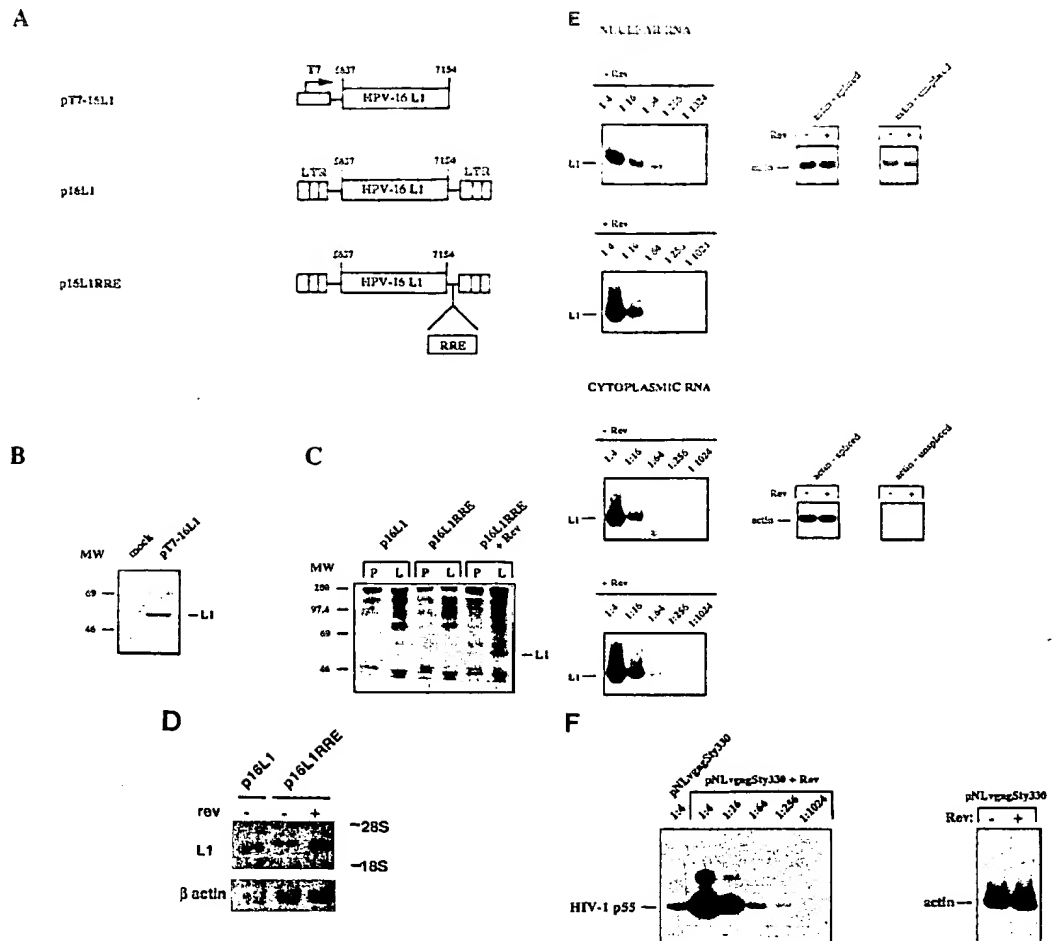 A
T7
5637 7154
pT7-16L1
HPV-16 L1
5637 7154
LTR LTR
p16L1
HPV-16 L1
5637 7154
p16L1RRE
HPV-16 L1
RRE
B
mock pT7-16L1
MW
69
46
L1
C
p16L1 p16L1RRE p16L1RRE + Rev
MW
P L P L P L
200
97.4
69
46
L1
D
p16L1 p16L1RRE
rev - - +
28S
L1
18S
β actin
E
NUCLEAR RNA
- Rev
1:4 1:16 1:64 1:256 1:1024
L1
actin - spliced actin - unspliced
Rev - + - +
actin
+ Rev
1:4 1:16 1:64 1:256 1:1024
L1
CYTOPLASMIC RNA
- Rev
1:4 1:16 1:64 1:256 1:1024
L1
actin - spliced actin - unspliced
Rev - + - +
actin
+ Rev
1:4 1:16 1:64 1:256 1:1024
L1
F
pNLvgagSty330
pNLvgagSty330 + Rev
1:4 1:4 1:16 1:64 1:256 1:1024
HIV-1 p55
pNLvgagSty330
Rev: - +
actin